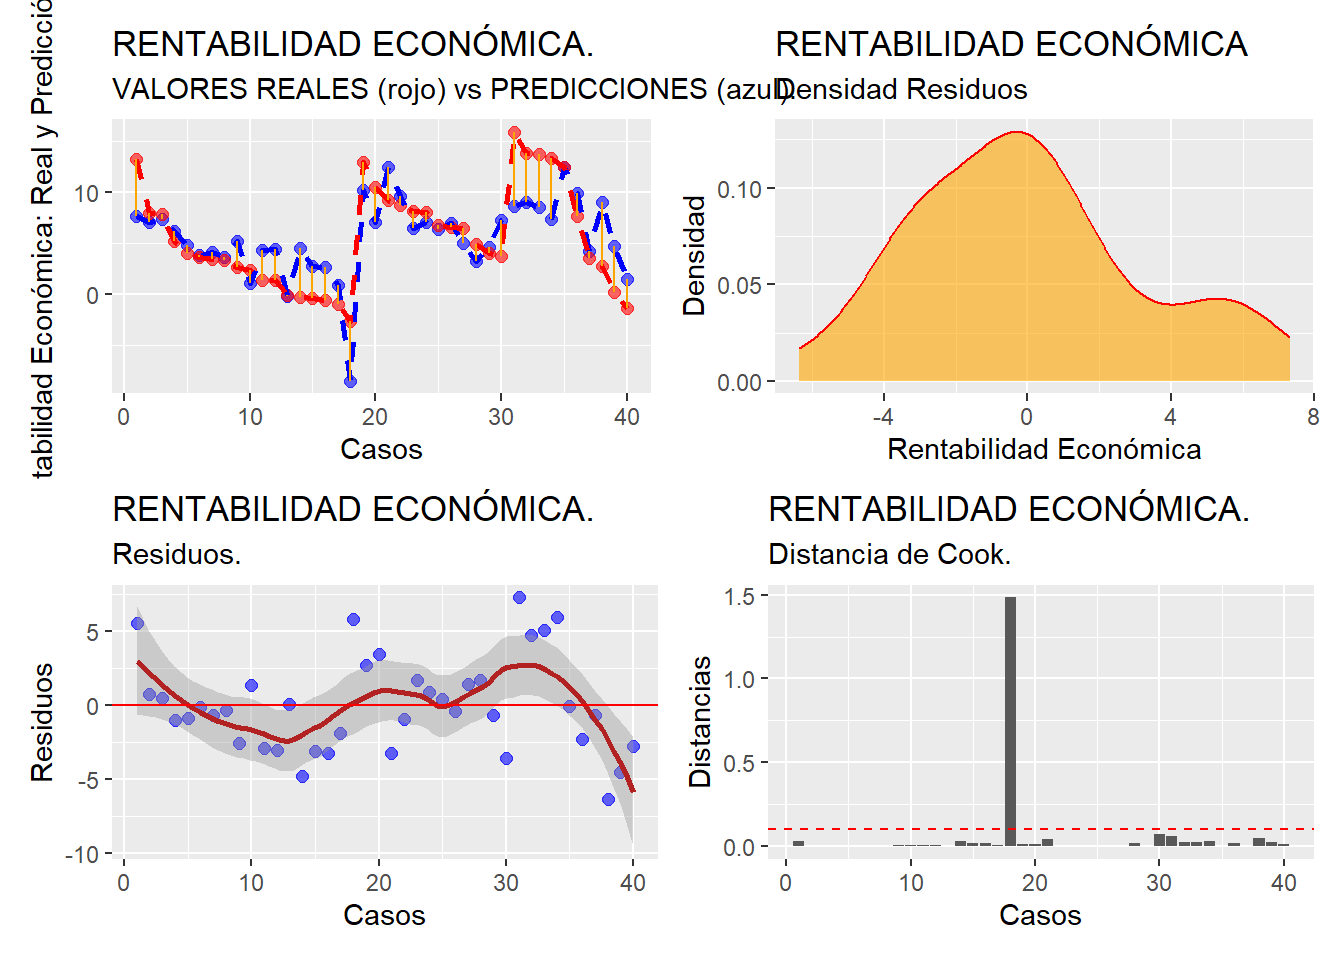 RENTABILIDAD ECONÓMICA.
VALORES REALES (rojo) vs PREDICCIONES (azul)
tabilidad Económica: Real y Predicció
10
0
0
10
20
30
40
Casos
RENTABILIDAD ECONÓMICA
Densidad Residuos
Densidad
0.10
0.05
0.00
-4
0
4
8
Rentabilidad Económica
RENTABILIDAD ECONÓMICA.
Residuos.
Residuos
5
0
-5
-10
0
10
20
30
40
Casos
RENTABILIDAD ECONÓMICA.
Distancia de Cook.
Distancias
1.5
1.0
0.5
0.0
0
10
20
30
40
Casos